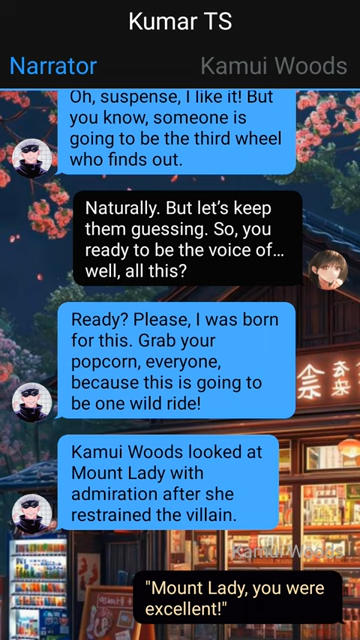 Kumar TS
Narrator
Kamui Woods
Oh, suspense, I like it! But
you know, someone is
going to be the third wheel
who finds out.
Naturally. But let’s keep
them guessing. So, you
ready to be the voice of…
well, all this?
Ready? Please, I was born
for this. Grab your
popcorn, everyone,
because this is going to
be one wild ride!
Kamui Woods looked at
Mount Lady with
admiration after she
restrained the villain.
Kamui Woods
"Mount Lady, you were
excellent!"